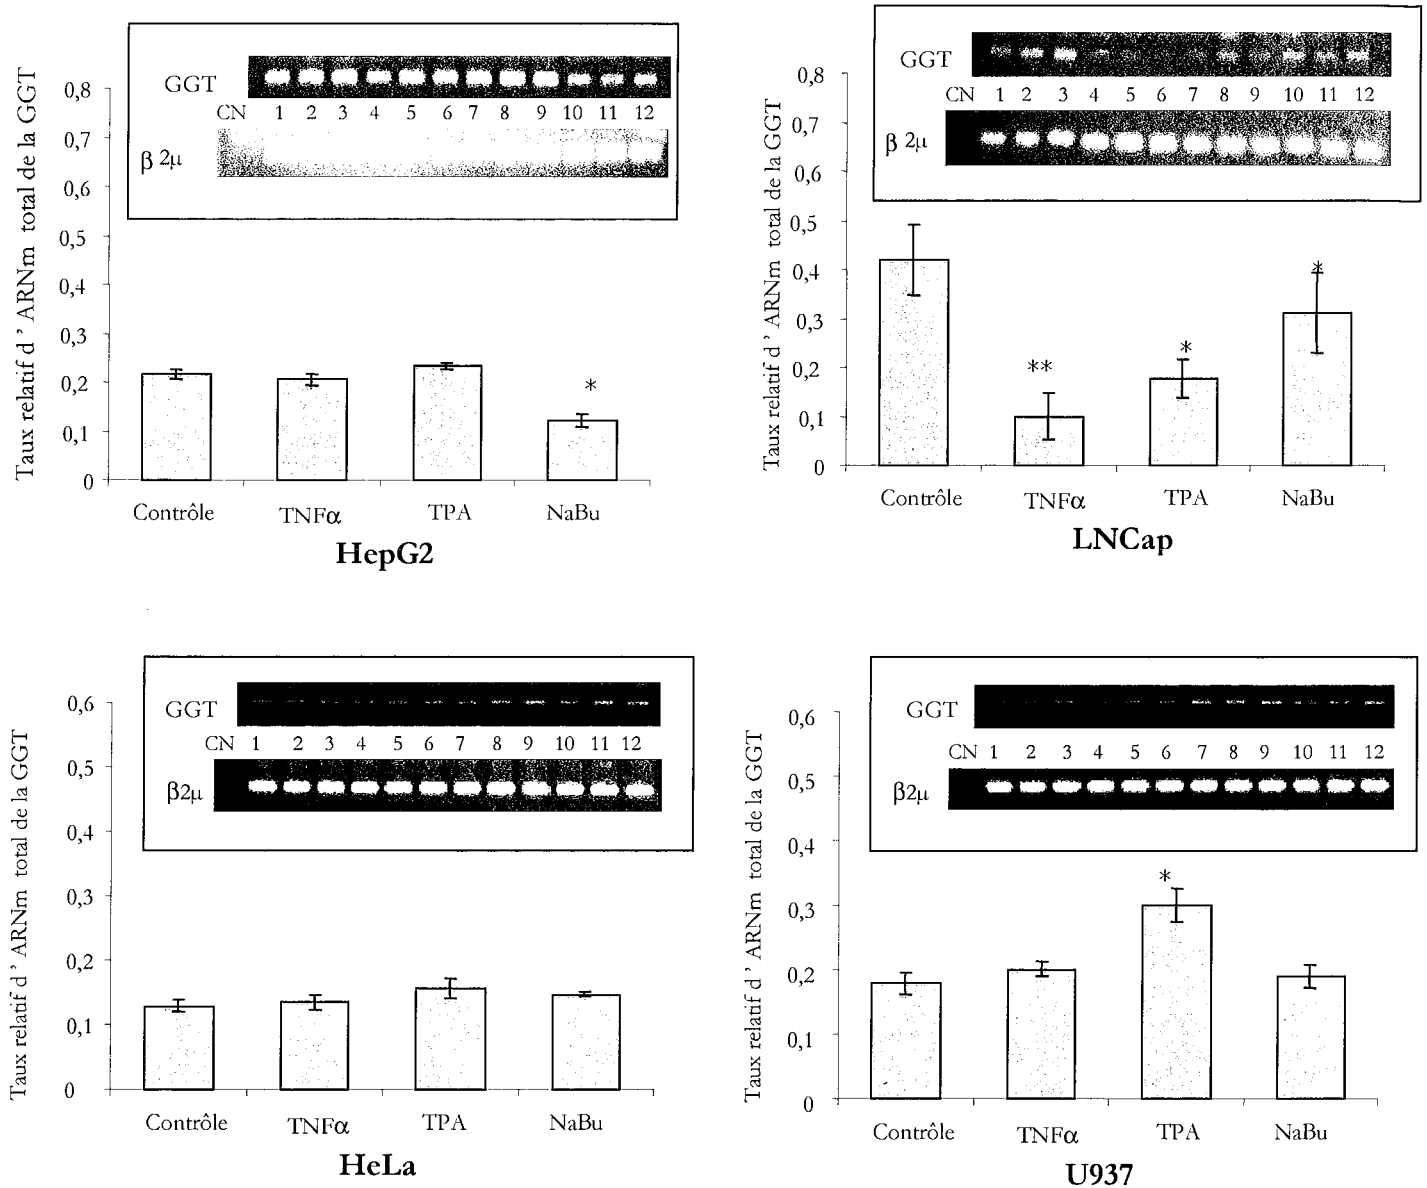 Taux relatif d ' ARNm total de la GGT
0,8
0,7
0,6
0,5
0,4
0,3
0,2
0,1
0
GGT
CN 1 2 3 4 5 6 7 8 9 10 11 12
β 2μ
*
Contrôle TNFα TPA NaBu
HepG2
Taux relatif d ' ARNm total de la GGT
0,8
0,7
0,6
0,5
0,4
0,3
0,2
0,1
0
GGT
CN 1 2 3 4 5 6 7 8 9 10 11 12
β 2μ
** * *
Contrôle TNFα TPA NaBu
LNCap
Taux relatif d ' ARNm total de la GGT
0,6
0,5
0,4
0,3
0,2
0,1
0
GGT
CN 1 2 3 4 5 6 7 8 9 10 11 12
β2μ
Contrôle TNFα TPA NaBu
HeLa
Taux relatif d ' ARNm total de la GGT
0,6
0,5
0,4
0,3
0,2
0,1
0
GGT
CN 1 2 3 4 5 6 7 8 9 10 11 12
β2μ
*
Contrôle TNFα TPA NaBu
U937